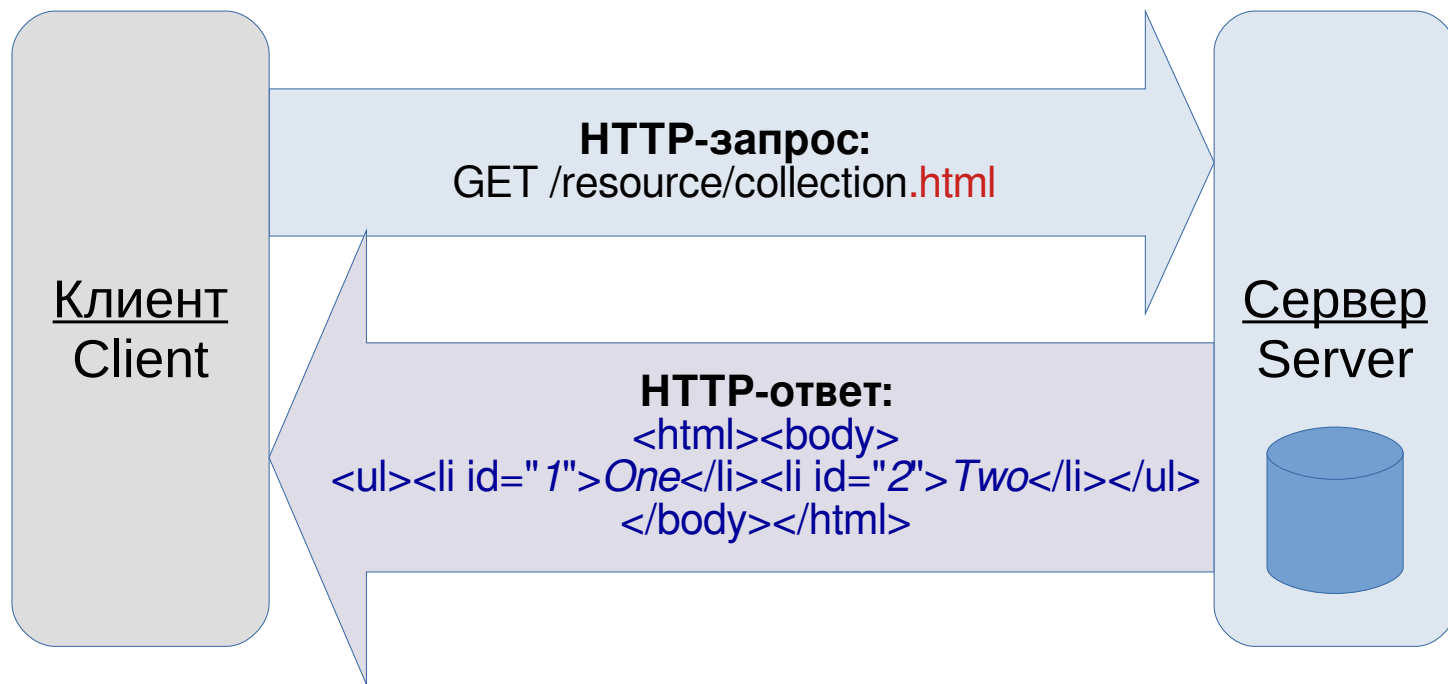 Клиент
Client
HTTP-запрос:
GET /resource/collection.html
HTTP-ответ:
<html><body>
<ul><li id="1">One</li><li id="2">Two</li></ul>
</body></html>
Сервер
Server